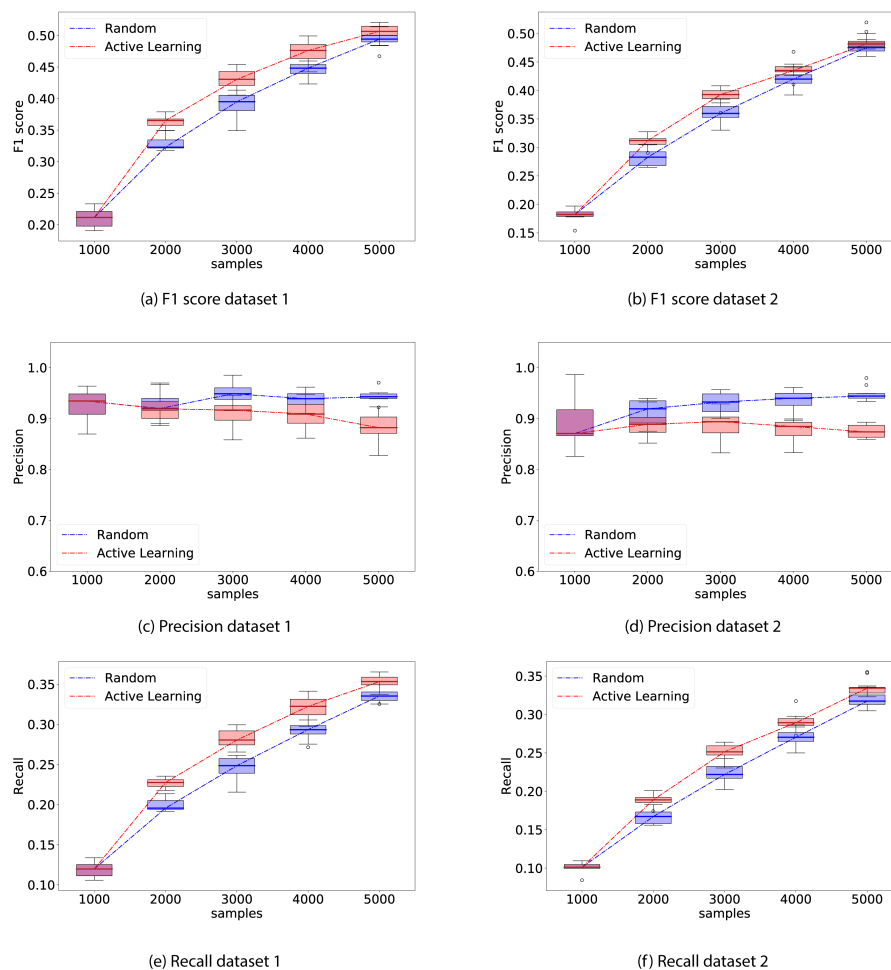 Random
Active Learning
F1 score
0.50
0.45
0.40
0.35
0.30
0.25
0.20
1000 2000 3000 4000 5000
samples
(a) F1 score dataset 1
Random
Active Learning
F1 score
0.50
0.45
0.40
0.35
0.30
0.25
0.20
0.15
1000 2000 3000 4000 5000
samples
(b) F1 score dataset 2
Precision
1.0
0.9
0.8
0.7
0.6
Random
Active Learning
1000 2000 3000 4000 5000
samples
(c) Precision dataset 1
Precision
1.0
0.9
0.8
0.7
0.6
Random
Active Learning
1000 2000 3000 4000 5000
samples
(d) Precision dataset 2
Random
Active Learning
Recall
0.35
0.30
0.25
0.20
0.15
0.10
1000 2000 3000 4000 5000
samples
(e) Recall dataset 1
Random
Active Learning
Recall
0.35
0.30
0.25
0.20
0.15
0.10
1000 2000 3000 4000 5000
samples
(f) Recall dataset 2